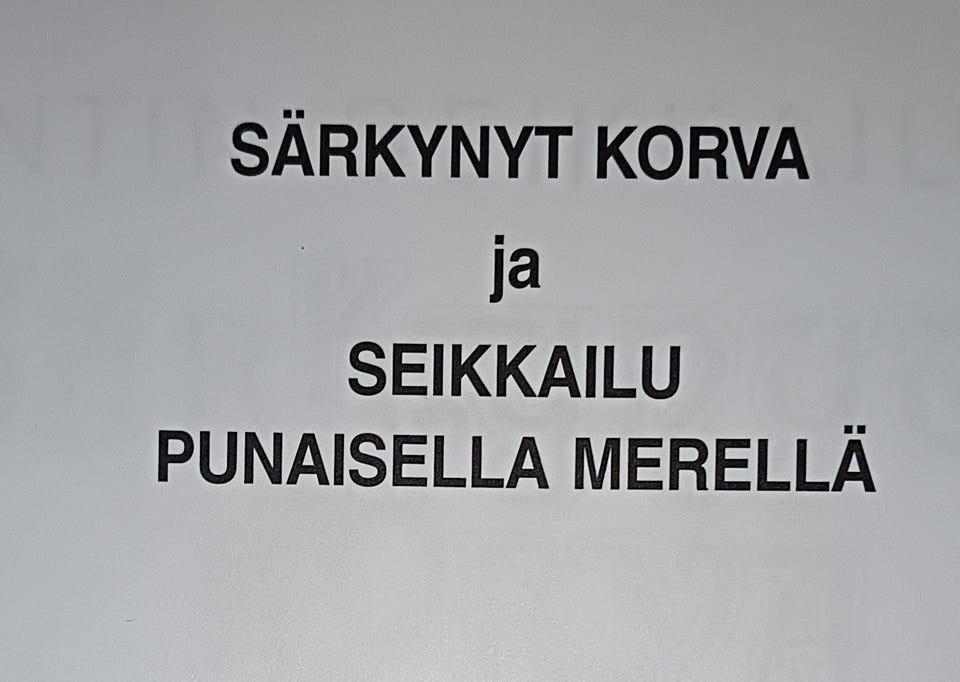 SÄRKYNYT KORVA
ja
SEIKKAILU
PUNAISELLA MERELLÄ